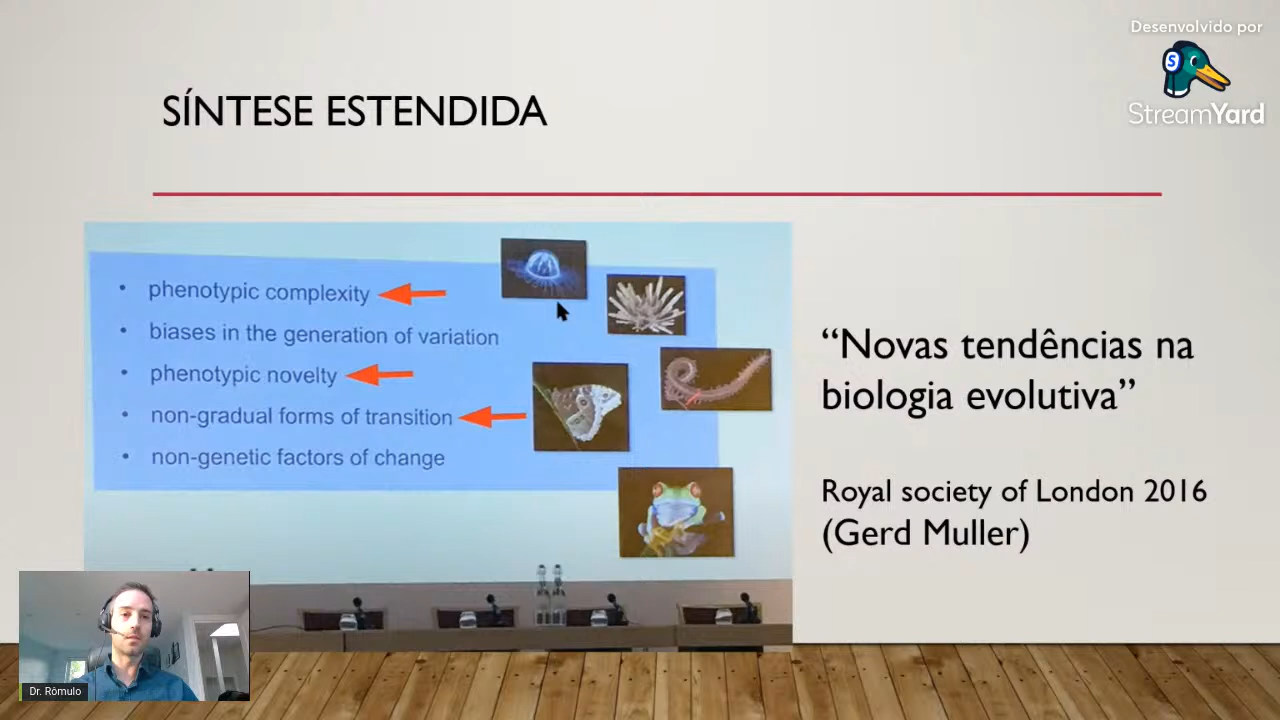 Desenvolvido por
StreamYard
SÍNTESE ESTENDIDA
• phenotypic complexity
• biases in the generation of variation
• phenotypic novelty
• non-gradual forms of transition
• non-genetic factors of change
“Novas tendências na
biologia evolutiva”
Royal society of London 2016
(Gerd Muller)
Dr. Rômulo